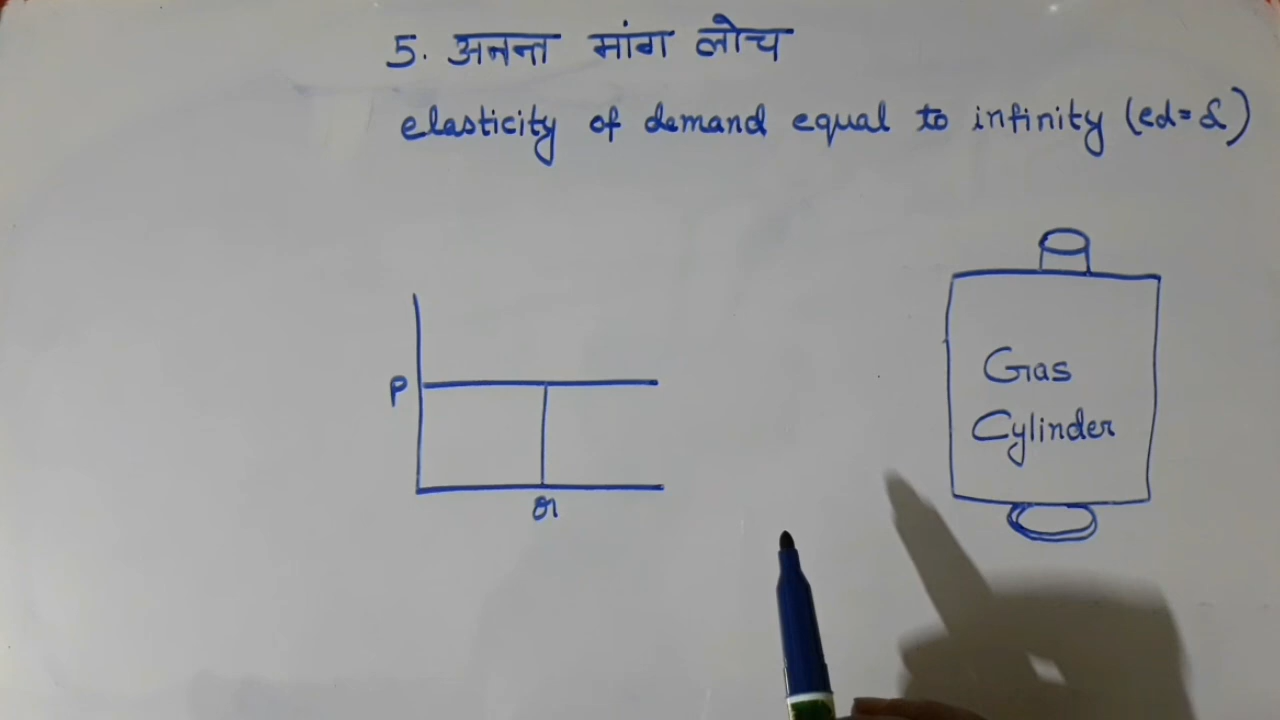 5. अनन्त मांग लोच
elasticity of demand equal to infinity (ed=
P
Gas
Cylinder